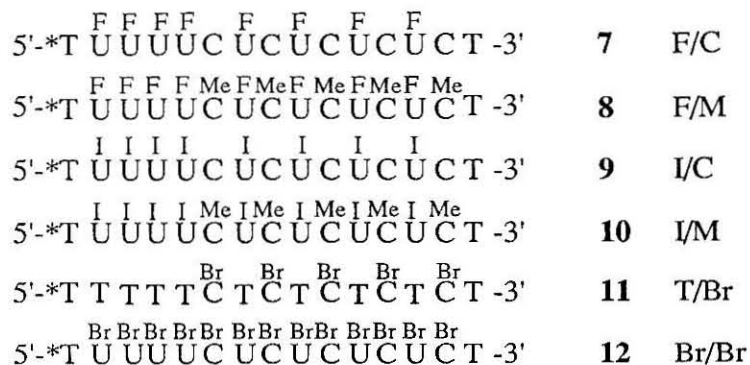 F F F F F F F F
5'-*T U U U U C U C U C U C U C T -3' 7 F/C
F F F F Me F Me F Me F Me F Me
5'-*T U U U U C U C U C U C U C T -3' 8 F/M
I I I I I I I I
5'-*T U U U U C U C U C U C U C T -3' 9 I/C
I I I I Me I Me I Me I Me I Me
5'-*T U U U U C U C U C U C U C T -3' 10 I/M
Br Br Br Br Br
5'-*T T T T T C T C T C T C T C T -3' 11 T/Br
Br Br Br Br Br Br Br Br Br Br Br Br Br
5'-*T U U U U C U C U C U C U C T -3' 12 Br/Br